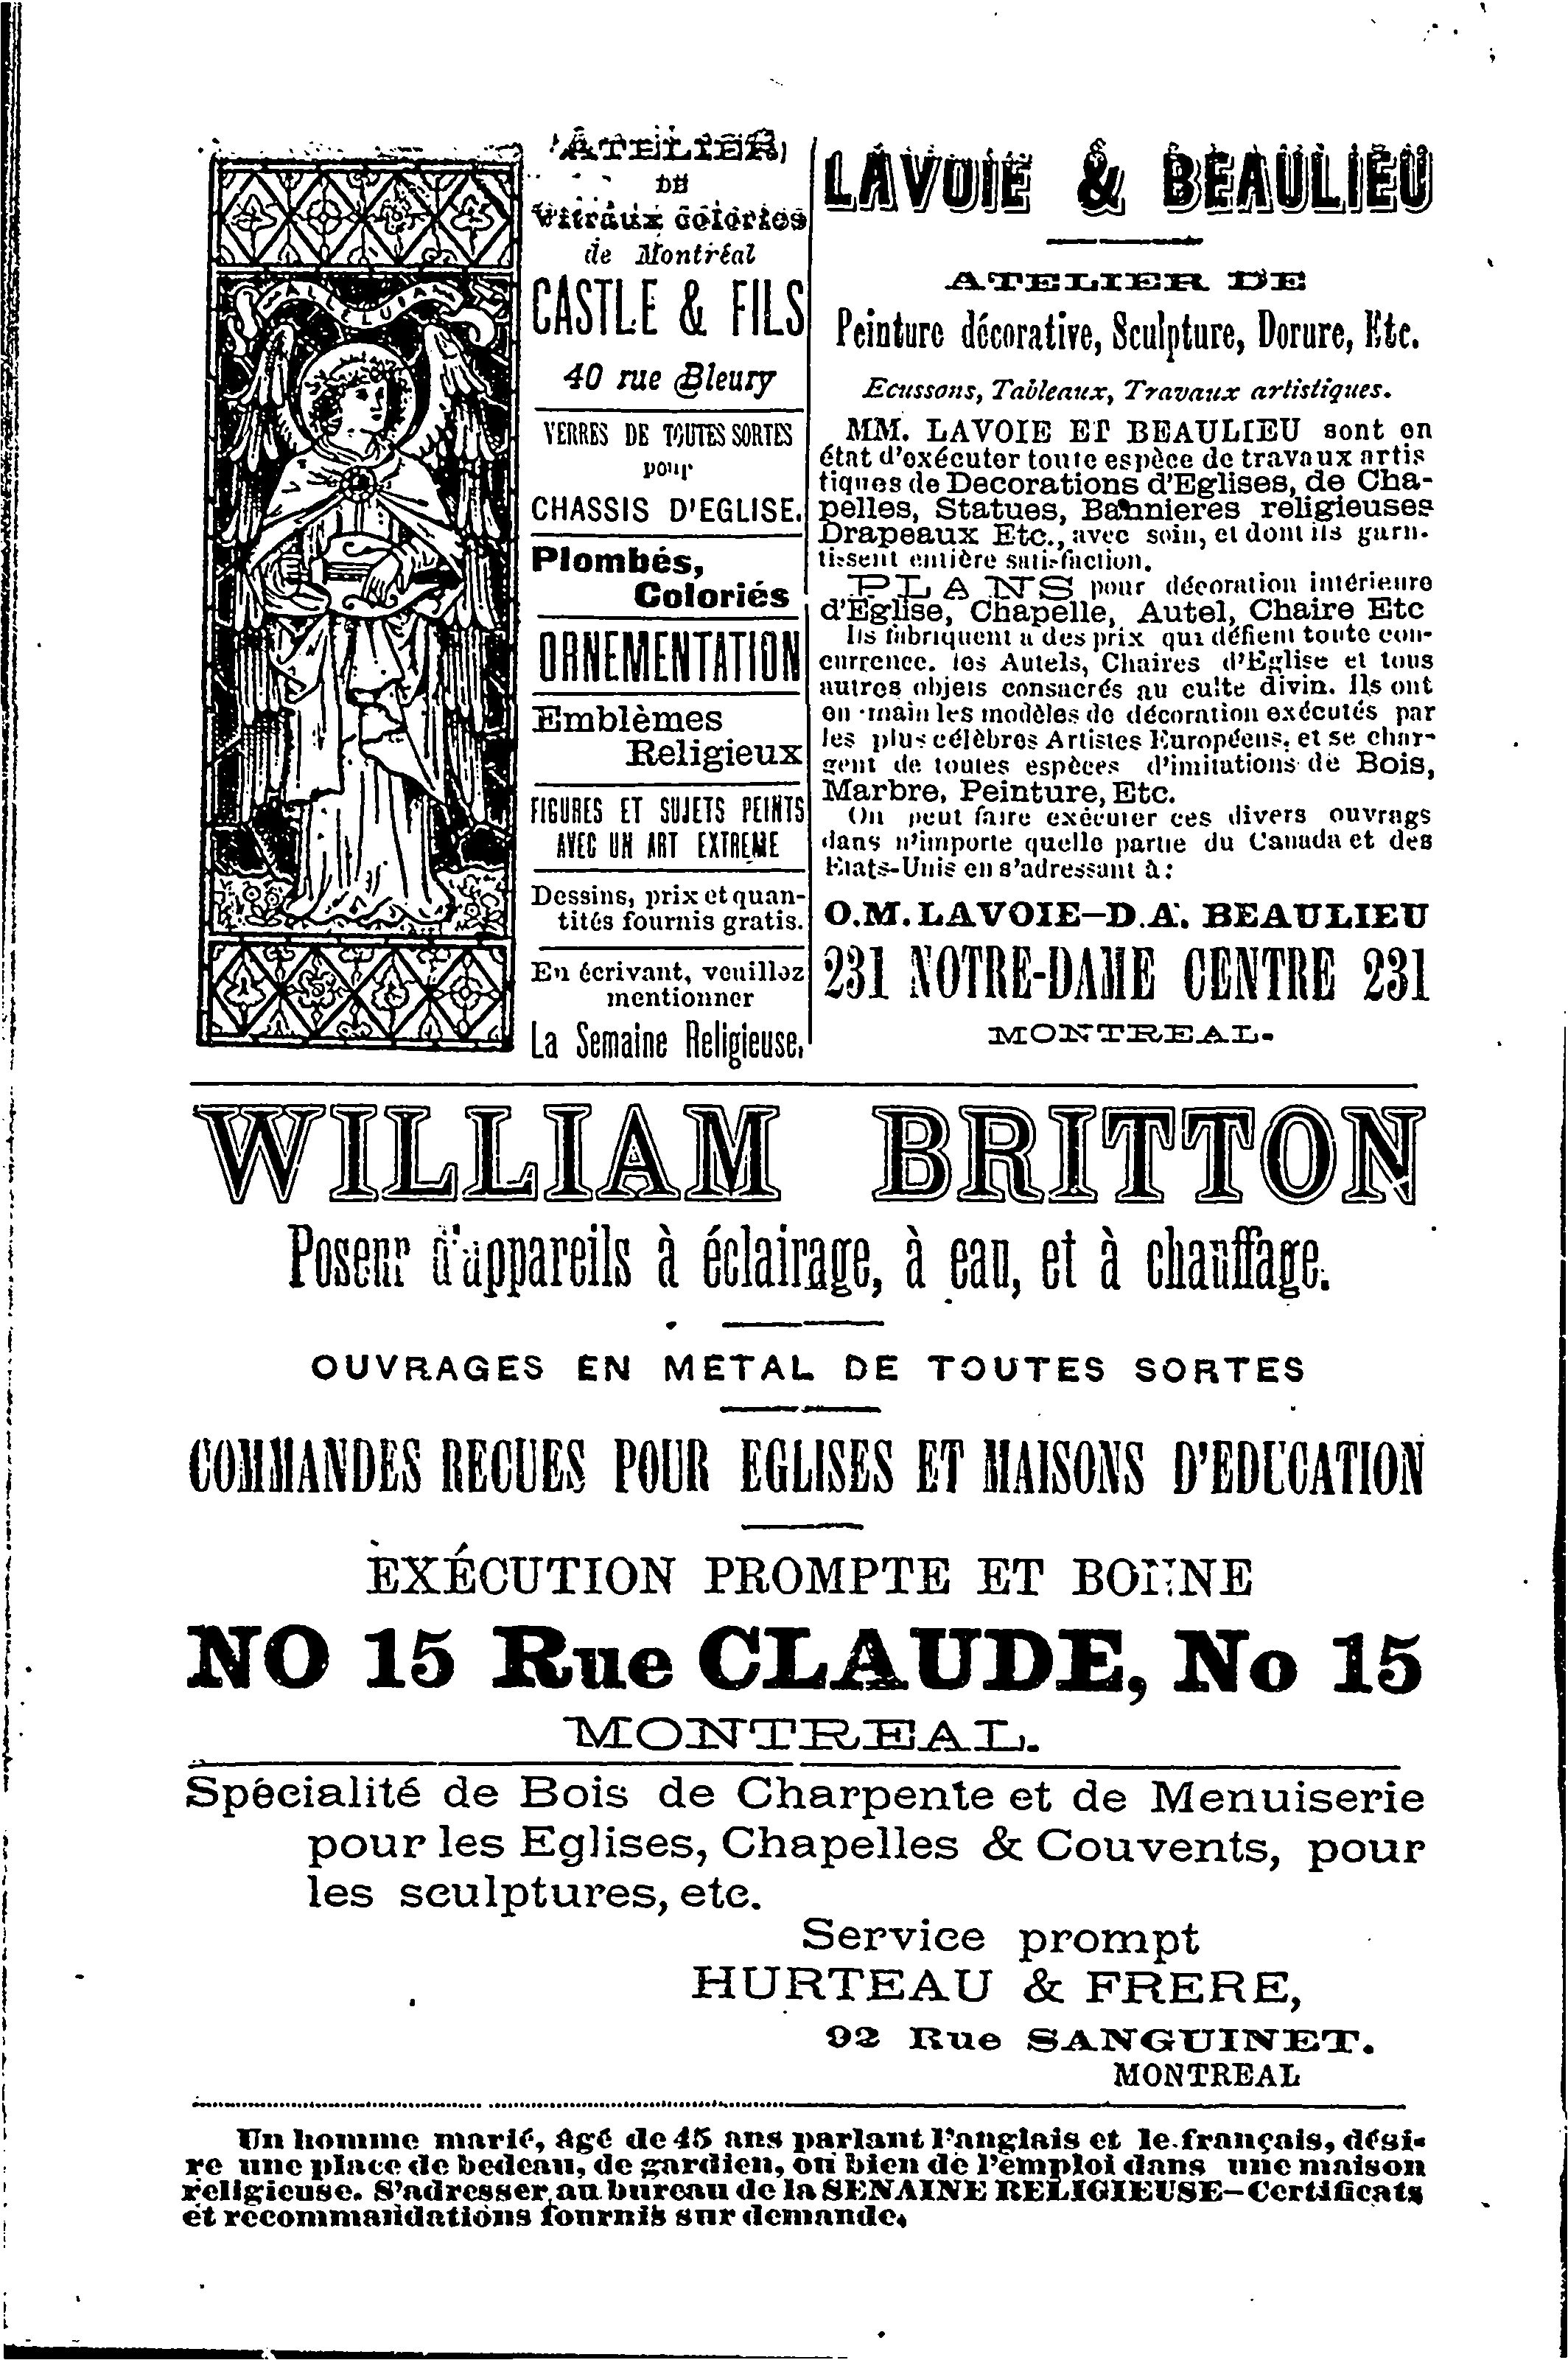 ALLELUIA
ATELIER
DE
Vitraux coloriés
de Montréal
CASTLE & FILS
40 rue Bleury
VERRES DE TOUTES SORTES
pour
CHASSIS D'EGLISE.
Plombés,
Coloriés
ORNEMENTATION
Emblèmes
Religieux
FIGURES ET SUJETS PEINTS
AVEC UN ART EXTREME
Dessins, prix et quan-
tités fournis gratis.
En écrivant, veuillez
mentionner
La Semaine Religieuse.
LAVOIE & BEAULIEU
ATELIER DE
Peinture décorative, Sculpture, Dorure, Etc.
Ecussons, Tableaux, Travaux artistiques.
MM. LAVOIE ET BEAULIEU sont en
état d'exécuter toute espèce de travaux artis
tiques de Decorations d'Eglises, de Cha-
pelles, Statues, Bannieres religieuses
Drapeaux Etc., avec soin, et dont ils garn-
tissent entière satisfaction.
PLANS pour décoration intérieure
d'Eglise, Chapelle, Autel, Chaire Etc
Ils fabriquent a des prix qui défient toute con-
currence. les Autels, Chaires d'Eglise et tous
autres objets consacrés au culte divin. Ils ont
en main les modèles de décoration exécutés par
les plus célèbres Artistes Européens, et se char-
gent de toutes espèces d'imitations de Bois,
Marbre, Peinture, Etc.
On peut faire exécuter ces divers ouvrags
dans n'importe quelle partie du Canada et des
Etats-Unis en s'adressant à:
O.M. LAVOIE—D.A. BEAULIEU
231 NOTRE-DAME CENTRE 231
MONTREAL.
WILLIAM BRITTON
Poseur d'appareils à éclairage, à eau, et à chauffage.
OUVRAGES EN METAL DE TOUTES SORTES
COMMANDES RECUES POUR EGLISES ET MAISONS D'EDUCATION
EXÉCUTION PROMPTE ET BONNE
NO 15 Rue CLAUDE, No 15
MONTREAL.
Spécialité de Bois de Charpente et de Menuiserie
pour les Eglises, Chapelles & Couvents, pour
les sculptures, etc.
Service prompt
HURTEAU & FRERE,
92 Rue SANGUINET.
MONTREAL
Un homme marié, âgé de 45 ans parlant l'anglais et le français, dési-
re une place de bedeau, de gardien, ou bien de l'emploi dans une maison
religieuse. S'adresser au bureau de la SENAINE RELIGIEUSE—Certificats
et recommandations fournis sur demande.